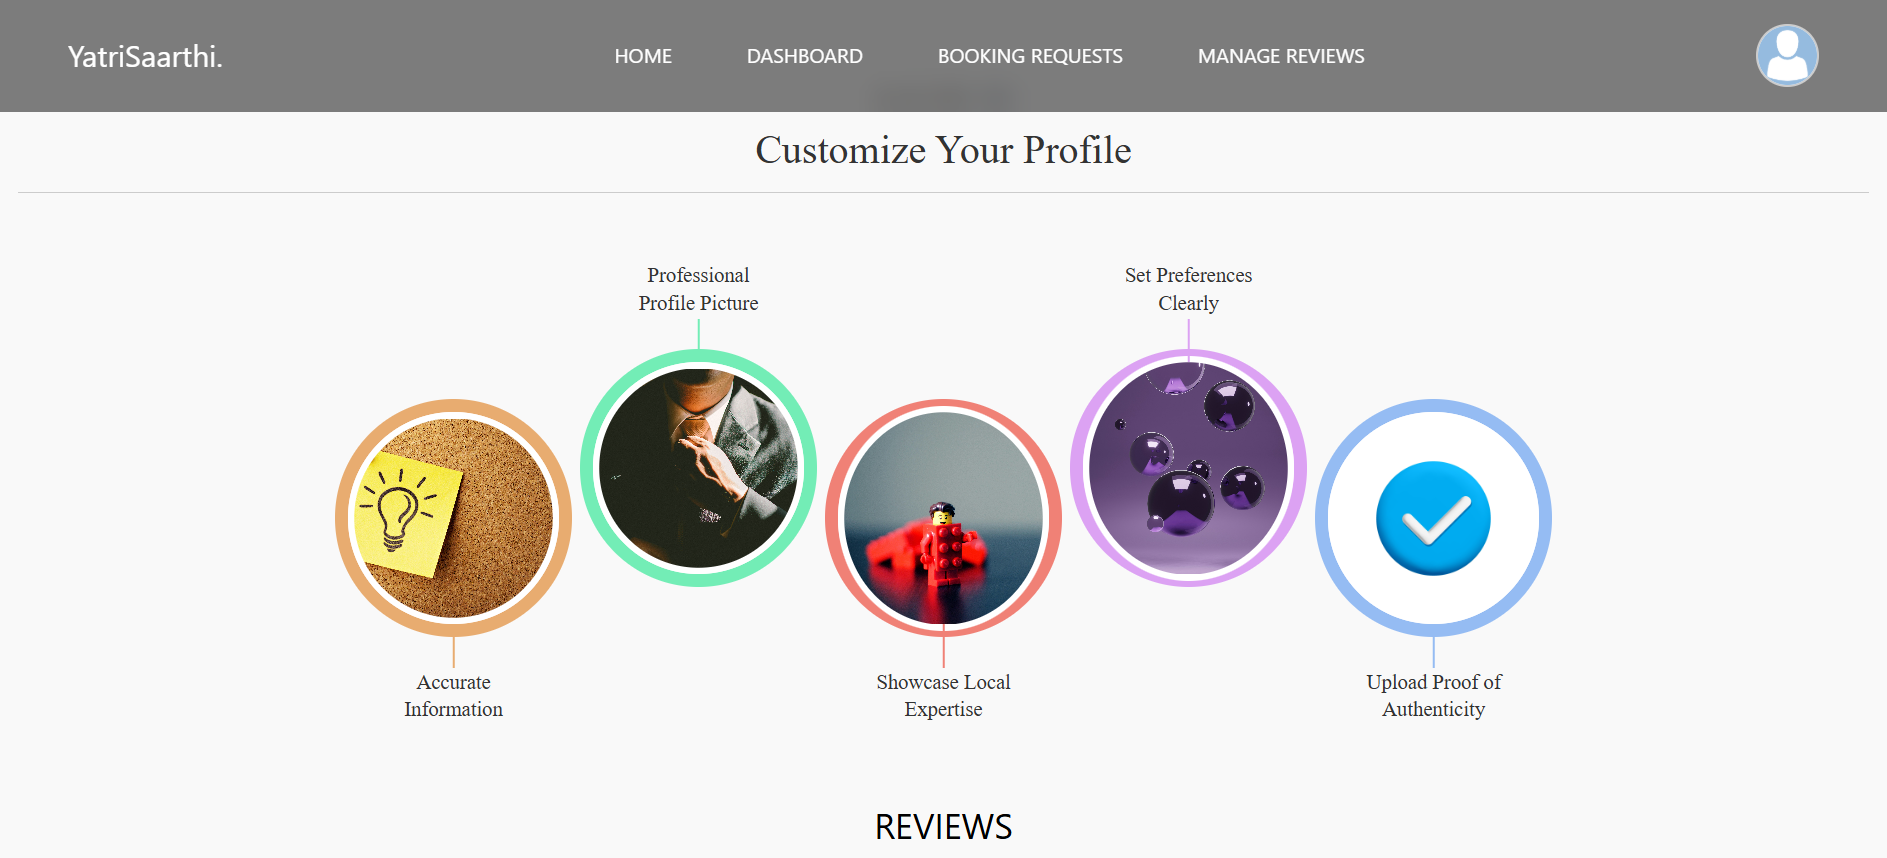 YatriSaarthi.
HOME
DASHBOARD
BOOKING REQUESTS
MANAGE REVIEWS
Customize Your Profile
Professional
Profile Picture
Set Preferences
Clearly
Accurate
Information
Showcase Local
Expertise
Upload Proof of
Authenticity
REVIEWS